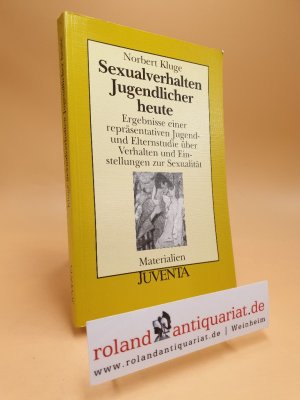 Norbert Kluge
Sexualverhalten
Jugendlicher
heute
Ergebnisse einer
repräsentativen Jugend-
und Elternstudie über
Verhalten und Ein-
stellungen zur Sexualität
Materialien
JUVENTA
roland antiquariat.de
www.rolandantiquariat.de | Weinheim